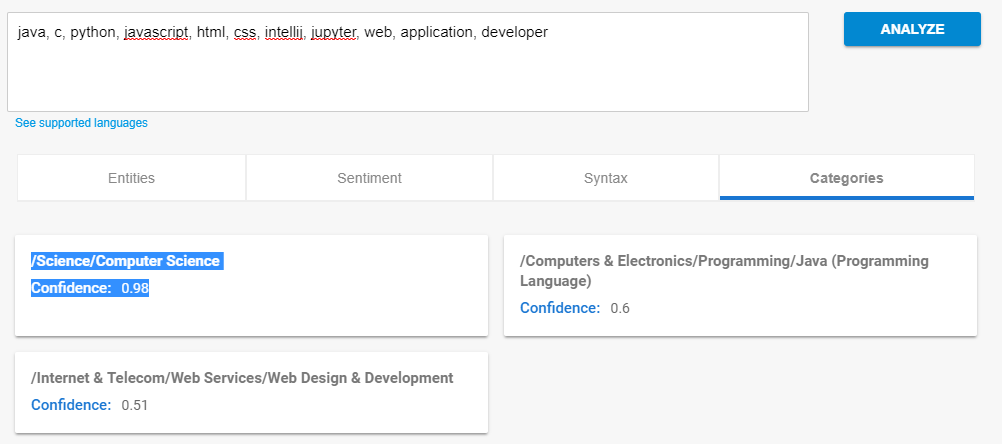 java, c, python, javascript, html, css, intellij, jupyter, web, application, developer
ANALYZE
See supported languages
Entities
Sentiment
Syntax
Categories
/Science/Computer Science
Confidence: 0.98
/Computers & Electronics/Programming/Java (Programming
Language)
Confidence: 0.6
/Internet & Telecom/Web Services/Web Design & Development
Confidence: 0.51